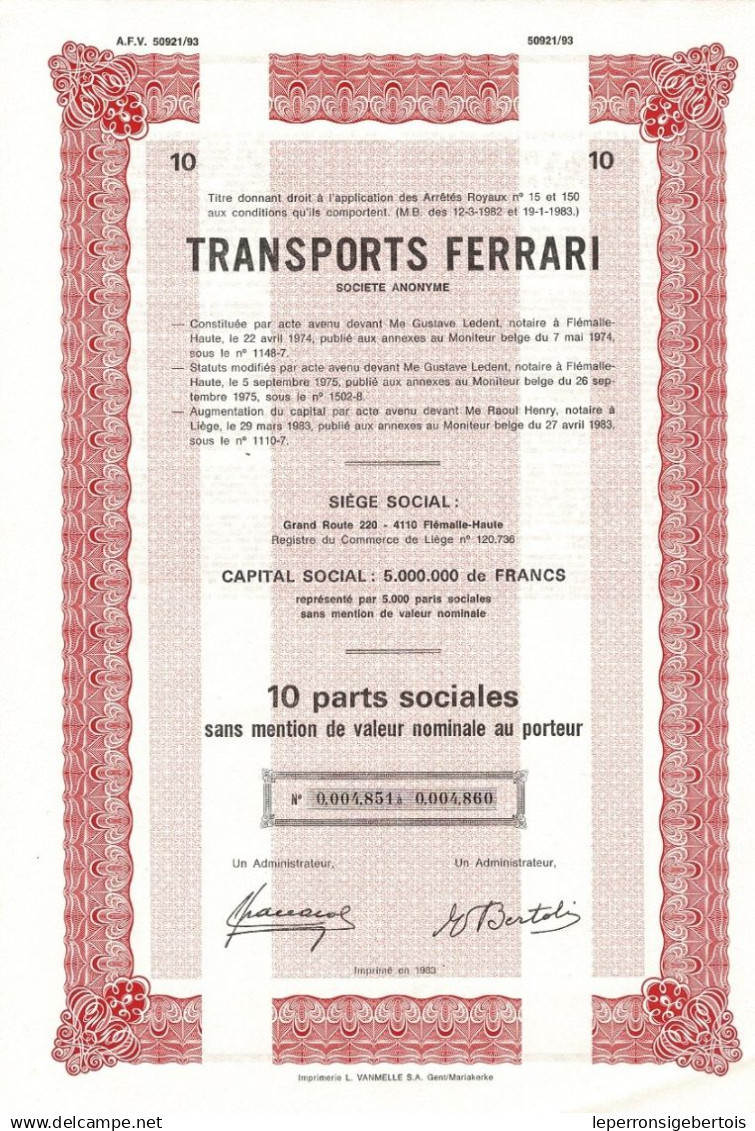 A.F.V. 50921/93
50921/93
10
10
Titre donnant droit à l'application des Arrêtés Royaux n° 15 et 150
aux conditions qu'ils comportent. (M.B. des 12-3-1982 et 19-1-1983.)
TRANSPORTS FERRARI
SOCIETE ANONYME
— Constituée par acte avenu devant Me Gustave Ledent, notaire à Flémalle-
Haute, le 22 avril 1974, publié aux annexes au Moniteur belge du 7 mai 1974,
sous le n° 1148-7.
— Statuts modifiés par acte avenu devant Me Gustave Ledent, notaire à Flémalle-
Haute, le 5 septembre 1975, publié aux annexes au Moniteur belge du 26 sep-
tembre 1975, sous le n° 1502-8.
— Augmentation du capital par acte avenu devant Me Raoul Henry, notaire à
Liège, le 29 mars 1983, publié aux annexes au Moniteur belge du 27 avril 1983,
sous le n° 1110-7.
SIÈGE SOCIAL :
Grand Route 220 - 4110 Flémalle-Haute
Registre du Commerce de Liège n° 120.736
CAPITAL SOCIAL : 5.000.000 de FRANCS
représenté par 5.000 parts sociales
sans mention de valeur nominale
10 parts sociales
sans mention de valeur nominale au porteur
N° 0.004.851 à 0.004.860
Un Administrateur,
Un Administrateur,
Bertoli
Imprimé en 1983
Imprimerie L. VANMELLE S.A. Gent/Mariakerke
Delcampe.net
leperronsigebertois